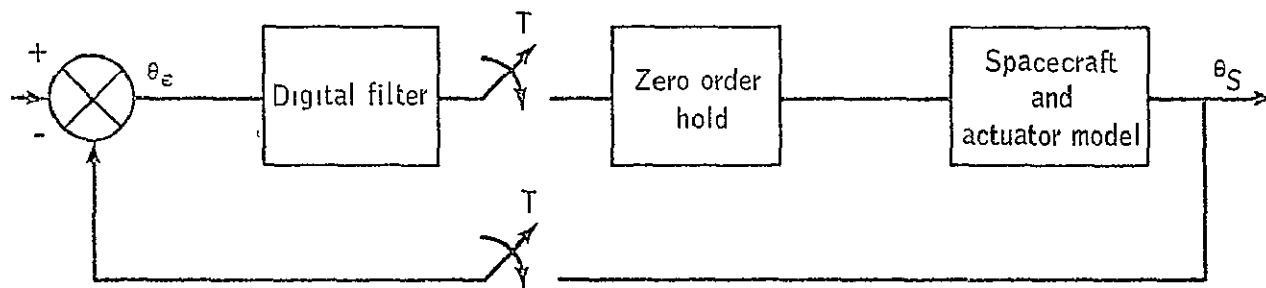 +
-
θε
Digital filter
T
Zero order
hold
Spacecraft
and
actuator model
θS
T